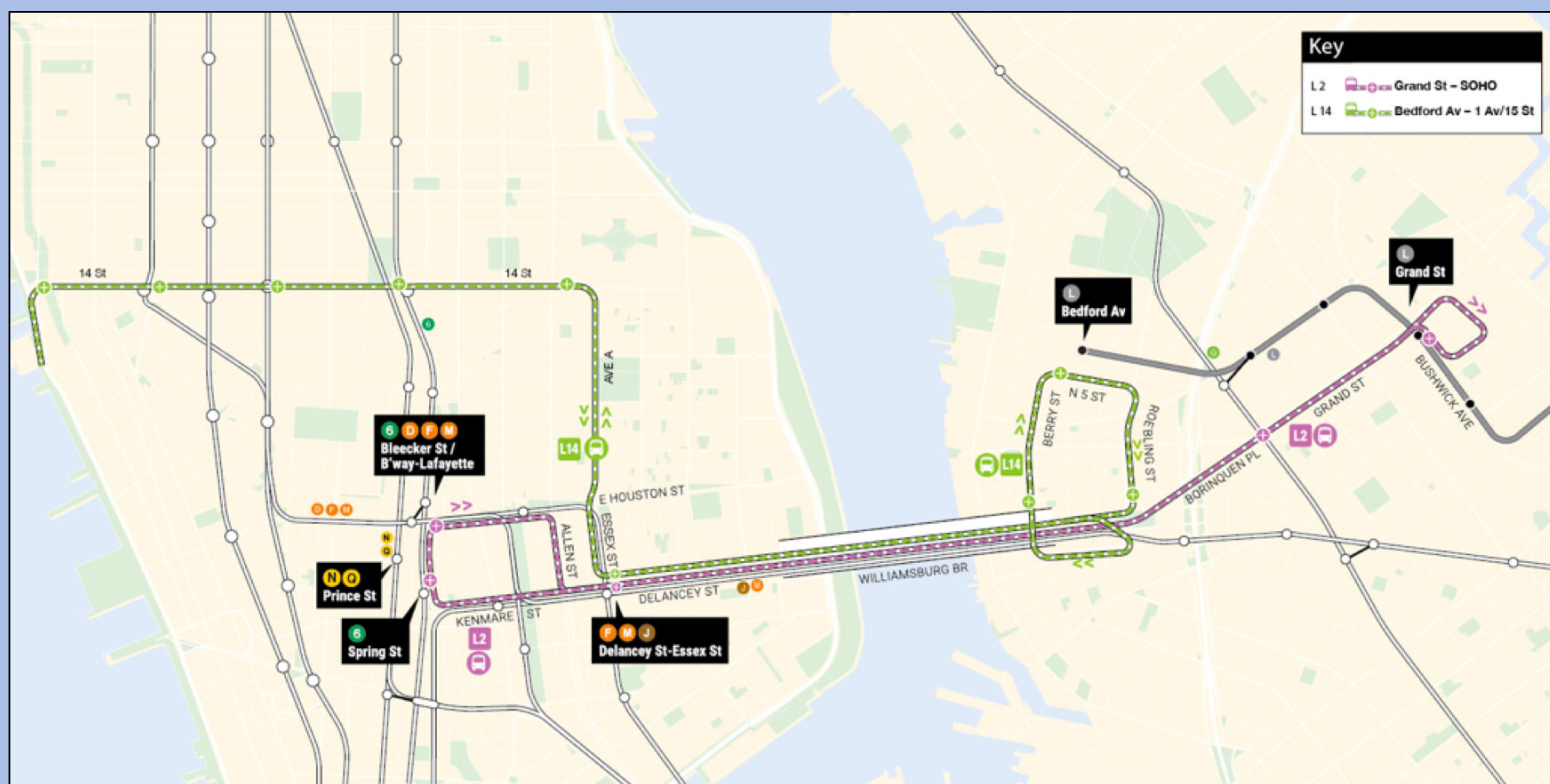 Key
L 2 Grand St – SOHO
L 14 Bedford Av – 1 Av/15 St
14 St
14 St
6
AVE A
L14
6 D F M
Bleecker St /
B'way-Lafayette
D F M
N
Q
N Q
Prince St
6
Spring St
E HOUSTON ST
ESSEX ST
ALLEN ST
KENMARE ST
L2
DELANCEY ST
J M
F M J
Delancey St-Essex St
WILLIAMSBURG BR
L
Bedford Av
L
Grand St
G
L
BERRY ST
N 5 ST
ROEBLING ST
L14
BORINQUEN PL
GRAND ST
L2
BUSHWICK AVE